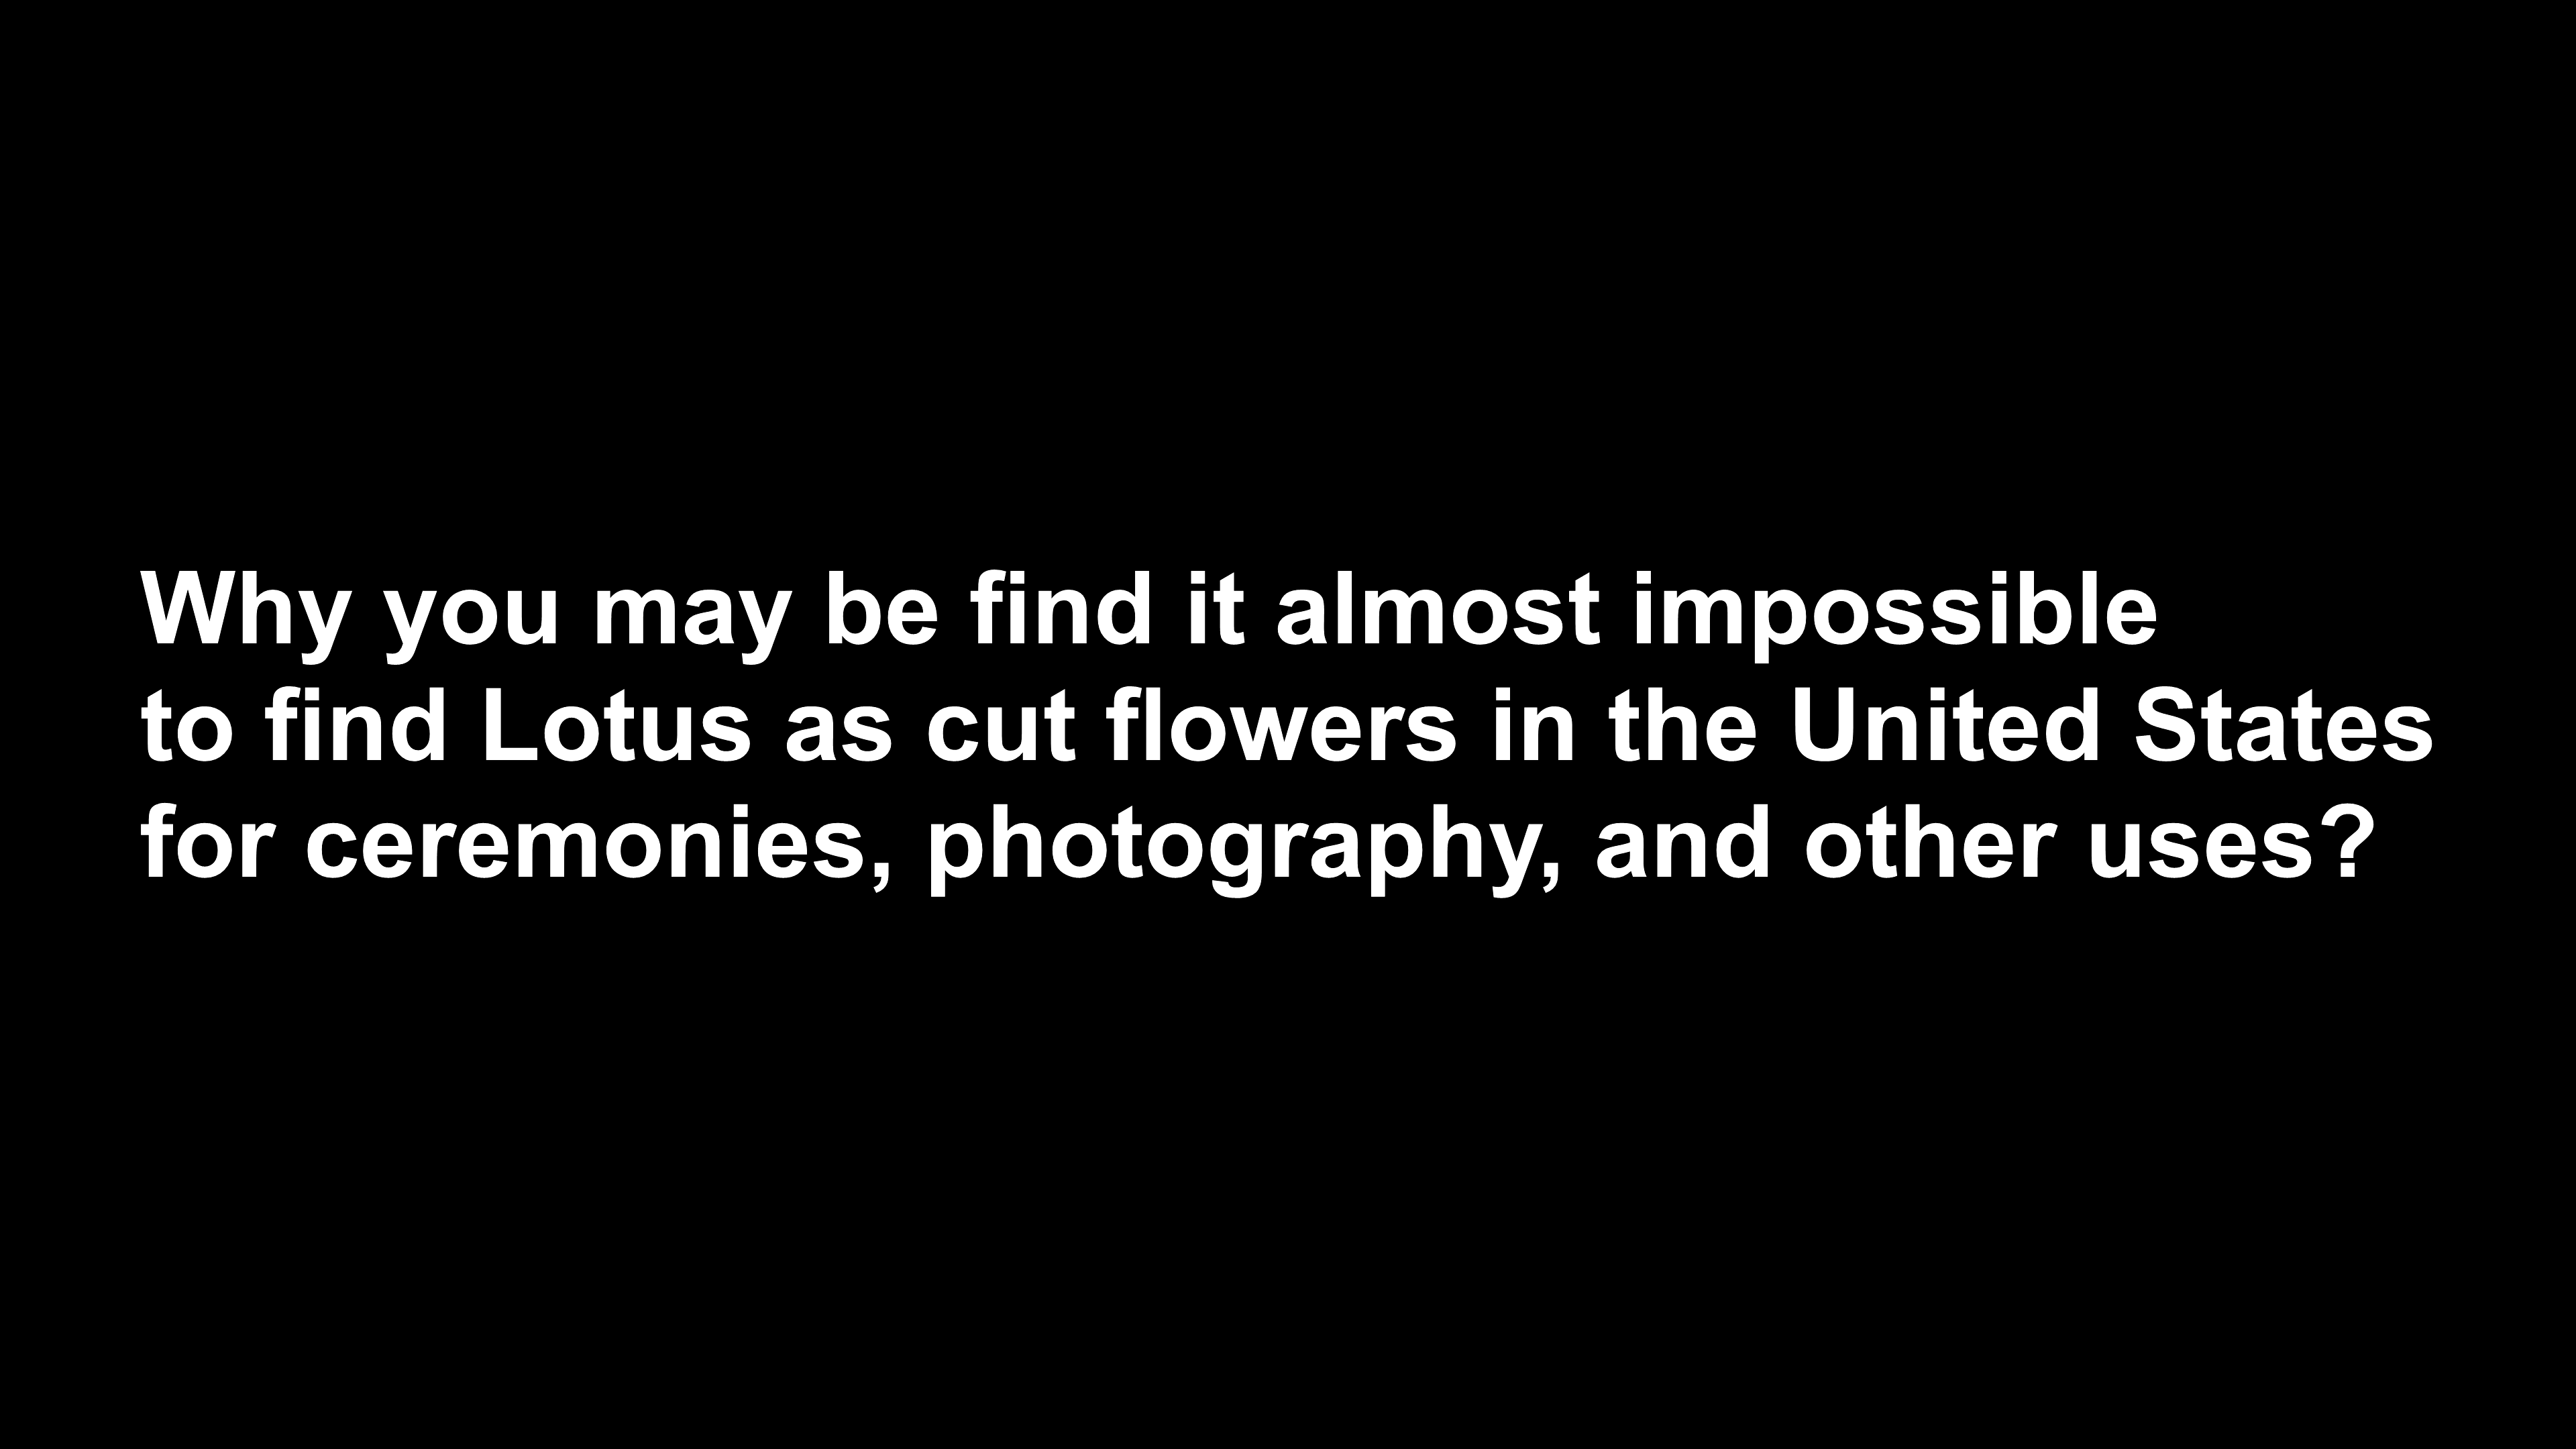 Why you may be find it almost impossible
to find Lotus as cut flowers in the United States
for ceremonies, photography, and other uses?